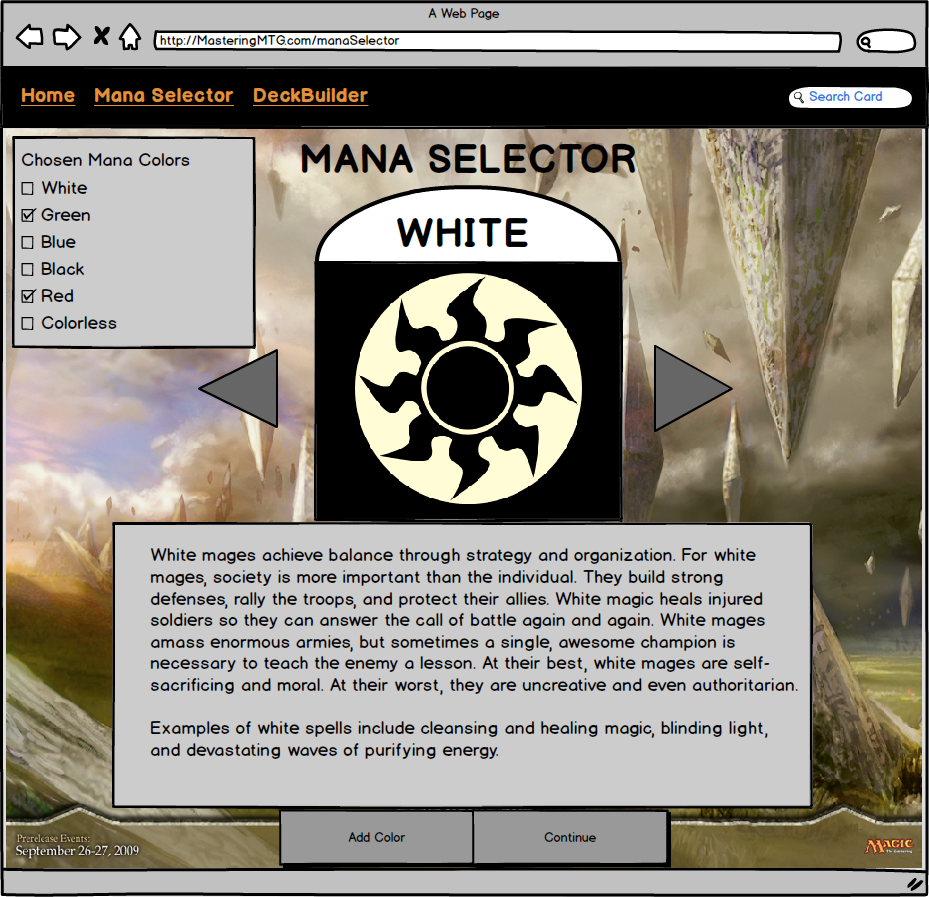 A Web Page
http://MasteringMTG.com/manaSelector
Home Mana Selector DeckBuilder
Search Card
Chosen Mana Colors
White
Green
Blue
Black
Red
Colorless
MANA SELECTOR
WHITE
White mages achieve balance through strategy and organization. For white
mages, society is more important than the individual. They build strong
defenses, rally the troops, and protect their allies. White magic heals injured
soldiers so they can answer the call of battle again and again. White mages
amass enormous armies, but sometimes a single, awesome champion is
necessary to teach the enemy a lesson. At their best, white mages are self-
sacrificing and moral. At their worst, they are uncreative and even authoritarian.
Examples of white spells include cleansing and healing magic, blinding light,
and devastating waves of purifying energy.
Add Color
Continue
Prerelease Events:
September 26-27, 2009
MAGIC
The Gathering